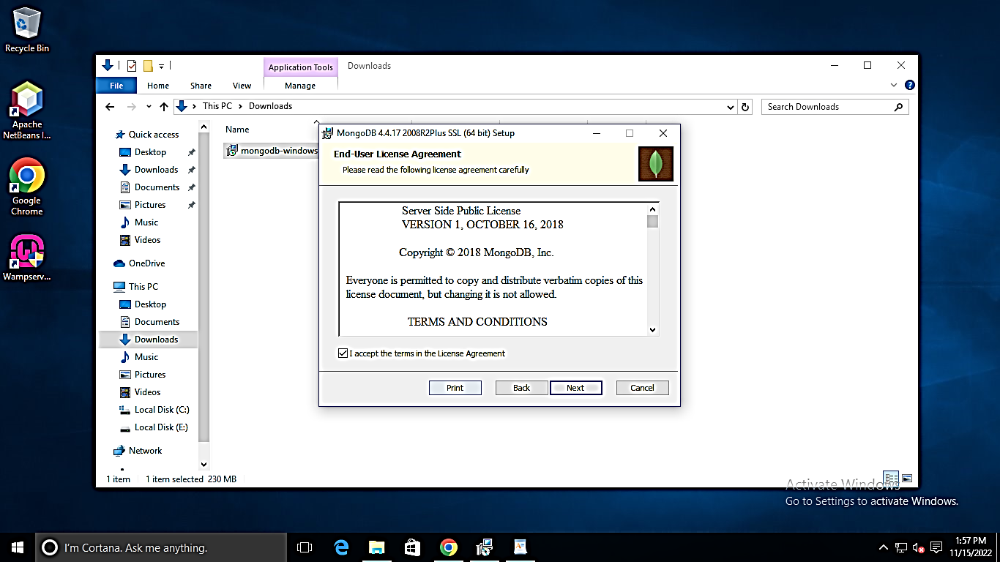 Recycle Bin
Apache
NetBeans I...
Google
Chrome
Wampserv...
Application Tools
Downloads
File
Home
Share
View
Manage
This PC
Downloads
Search Downloads
Quick access
Desktop
Downloads
Documents
Pictures
Music
Videos
OneDrive
This PC
Desktop
Documents
Downloads
Music
Pictures
Videos
Local Disk (C:)
Local Disk (E:)
Network
Name
mongodb-windows
MongoDB 4.4.17 2008R2Plus SSL (64 bit) Setup
End-User License Agreement
Please read the following license agreement carefully
Server Side Public License
VERSION 1, OCTOBER 16, 2018
Copyright © 2018 MongoDB, Inc.
Everyone is permitted to copy and distribute verbatim copies of this
license document, but changing it is not allowed.
TERMS AND CONDITIONS
I accept the terms in the License Agreement
Print
Back
Next
Cancel
1 item
1 item selected 230 MB
Activate Windows
Go to Settings to activate Windows.
I'm Cortana. Ask me anything.
1:57 PM
11/15/2022